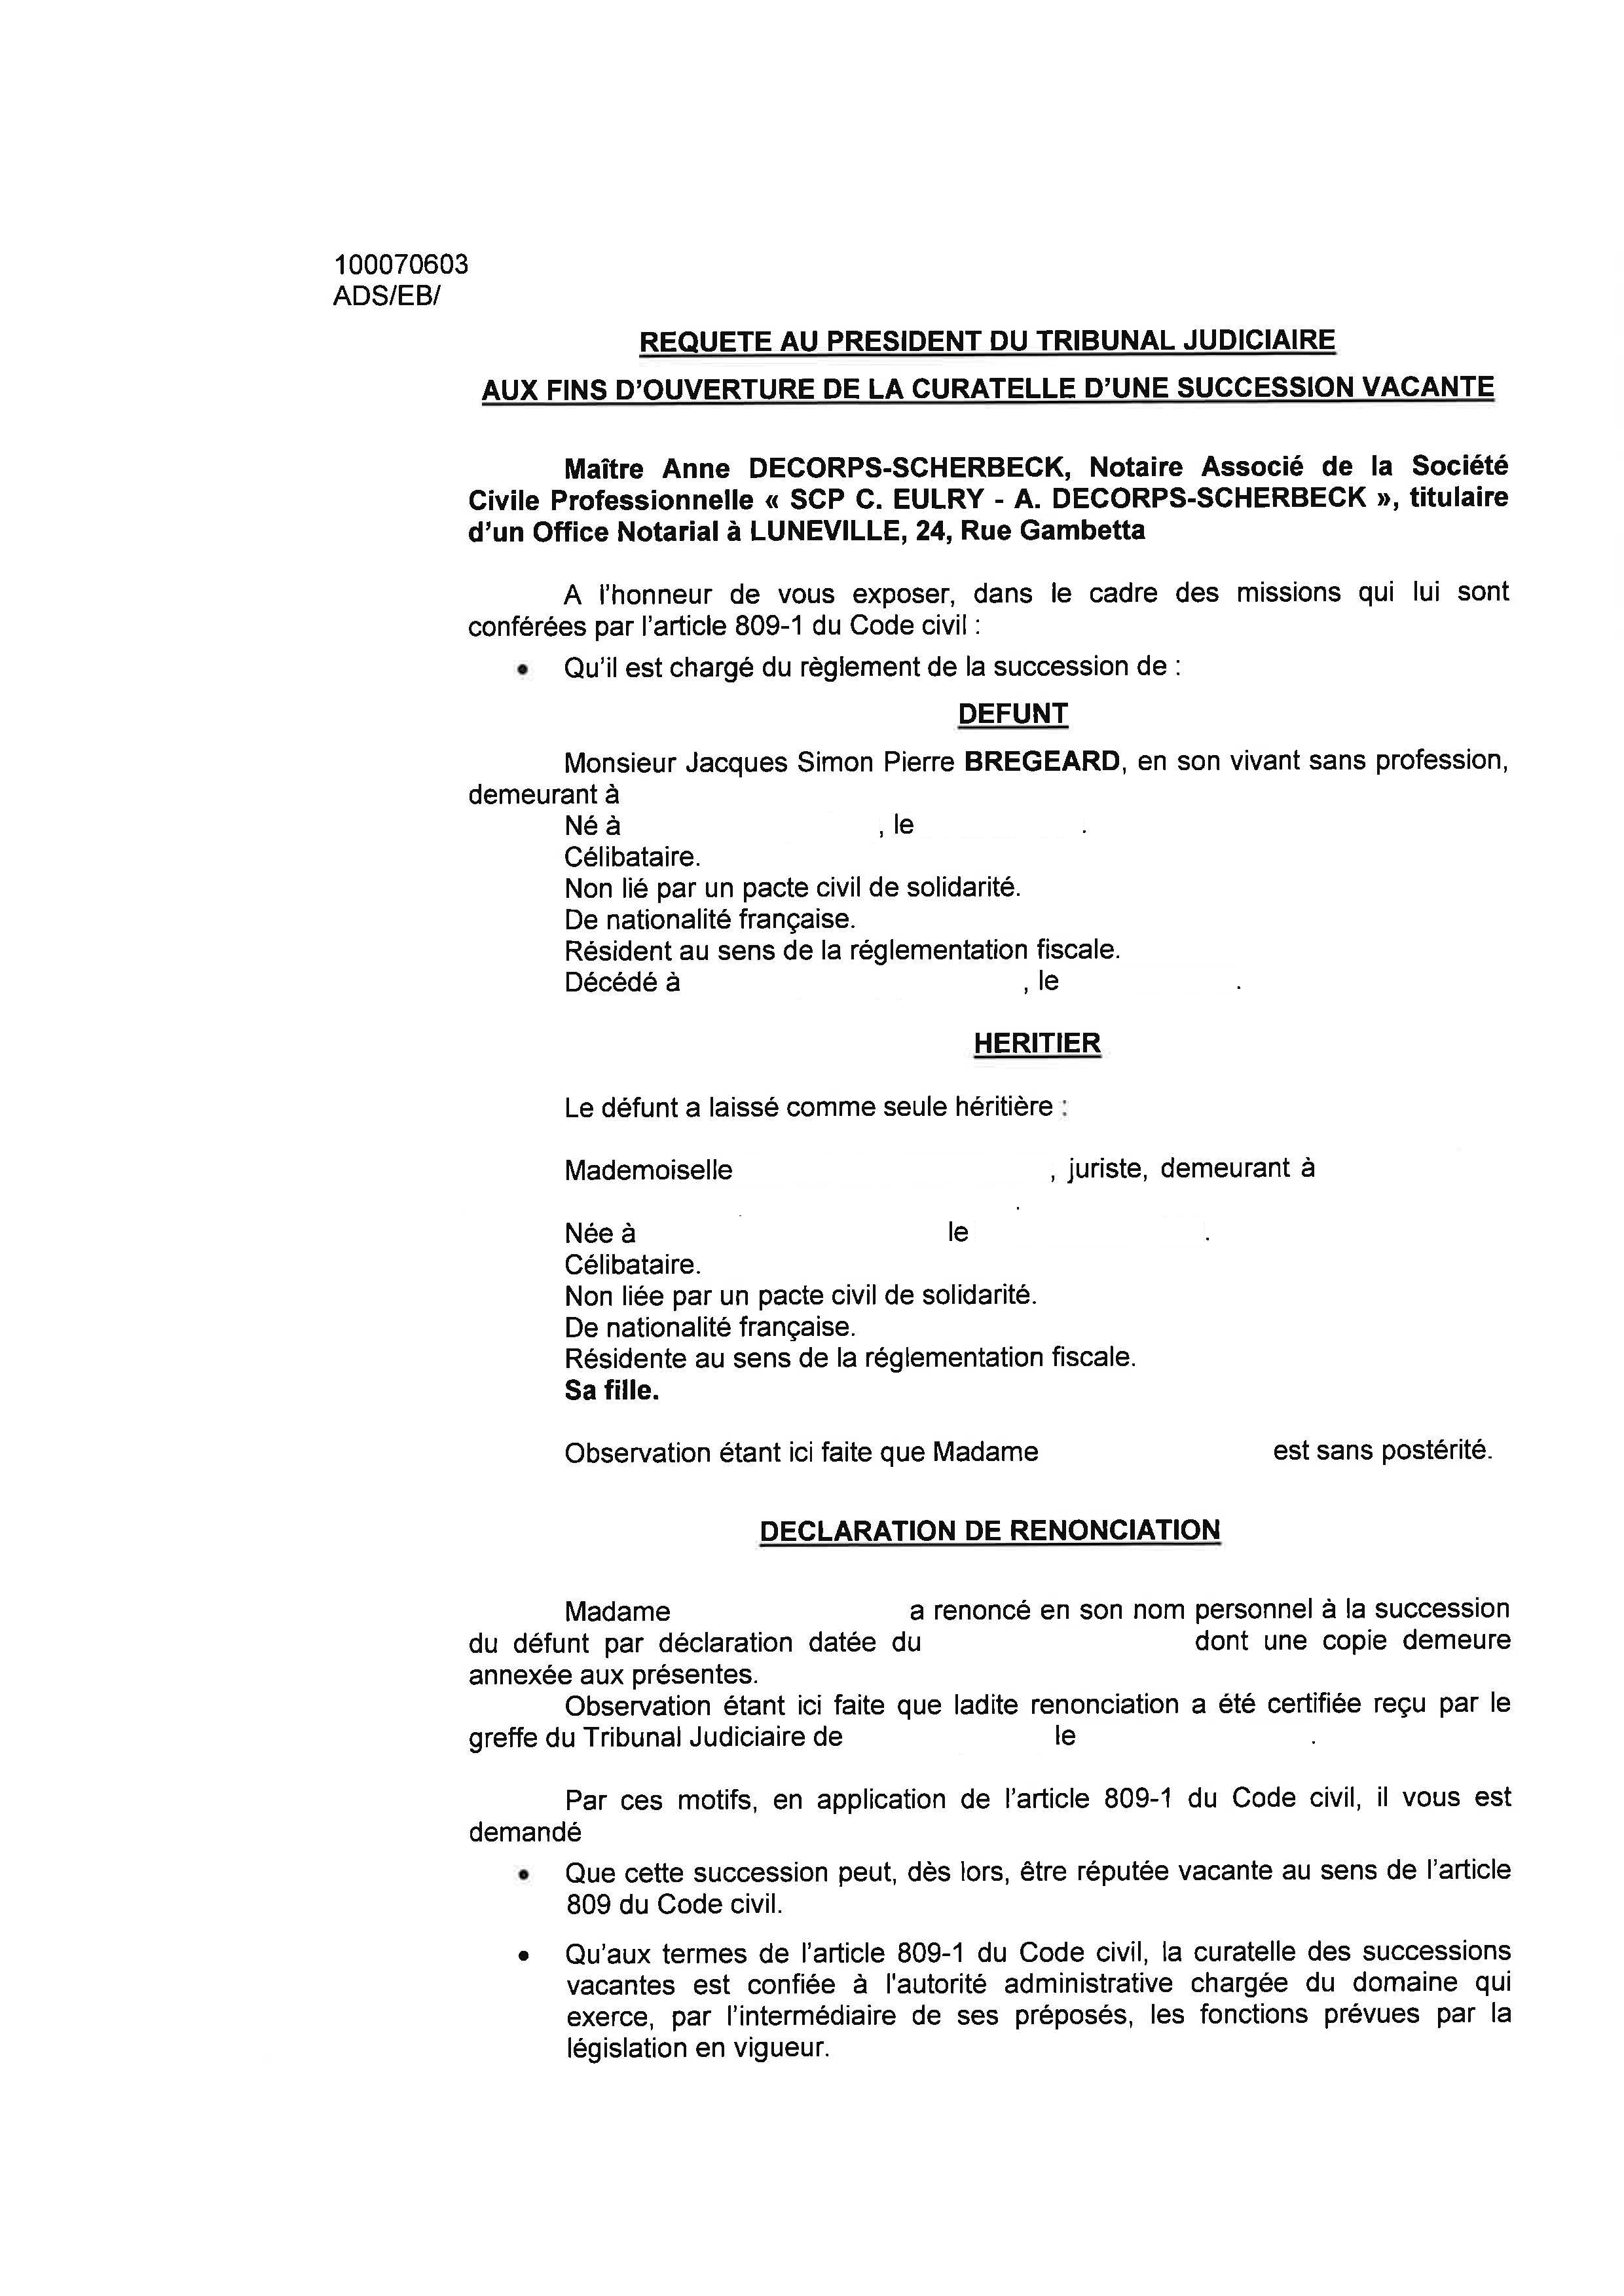 100070603
ADS/EB/
REQUETE AU PRESIDENT DU TRIBUNAL JUDICIAIRE
AUX FINS D'OUVERTURE DE LA CURATELLE D'UNE SUCCESSION VACANTE
Maître Anne DECORPS-SCHERBECK, Notaire Associé de la Société
Civile Professionnelle « SCP C. EULRY - A. DECORPS-SCHERBECK », titulaire
d'un Office Notarial à LUNEVILLE, 24, Rue Gambetta
A l'honneur de vous exposer, dans le cadre des missions qui lui sont
conférées par l'article 809-1 du Code civil :
• Qu'il est chargé du règlement de la succession de :
DEFUNT
Monsieur Jacques Simon Pierre BREGEARD, en son vivant sans profession,
demeurant à
Né à , le .
Célibataire.
Non lié par un pacte civil de solidarité.
De nationalité française.
Résident au sens de la réglementation fiscale.
Décédé à , le .
HERITIER
Le défunt a laissé comme seule héritière :
Mademoiselle , juriste, demeurant à
.
Née à le .
Célibataire.
Non liée par un pacte civil de solidarité.
De nationalité française.
Résidente au sens de la réglementation fiscale.
Sa fille.
Observation étant ici faite que Madame est sans postérité.
DECLARATION DE RENONCIATION
Madame a renoncé en son nom personnel à la succession
du défunt par déclaration datée du dont une copie demeure
annexée aux présentes.
Observation étant ici faite que ladite renonciation a été certifiée reçu par le
greffe du Tribunal Judiciaire de le .
Par ces motifs, en application de l'article 809-1 du Code civil, il vous est
demandé
• Que cette succession peut, dès lors, être réputée vacante au sens de l'article
809 du Code civil.
• Qu'aux termes de l'article 809-1 du Code civil, la curatelle des successions
vacantes est confiée à l'autorité administrative chargée du domaine qui
exerce, par l'intermédiaire de ses préposés, les fonctions prévues par la
législation en vigueur.